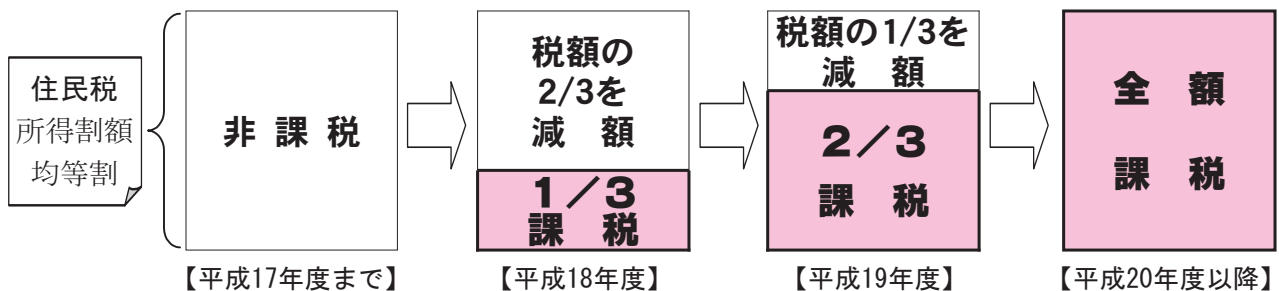 住民税
所得割額
均等割
非課税
【平成17年度まで】
税額の
2/3を
減額
1/3
課税
【平成18年度】
税額の1/3を
減額
2/3
課税
【平成19年度】
全額
課税
【平成20年度以降】